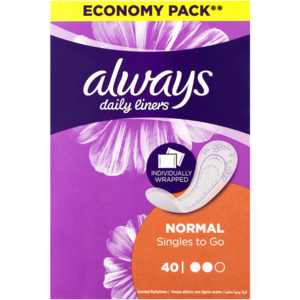 ECONOMY PACK**
always
daily liners
INDIVIDUALLY
WRAPPED
NORMAL
Singles to Go
40 |